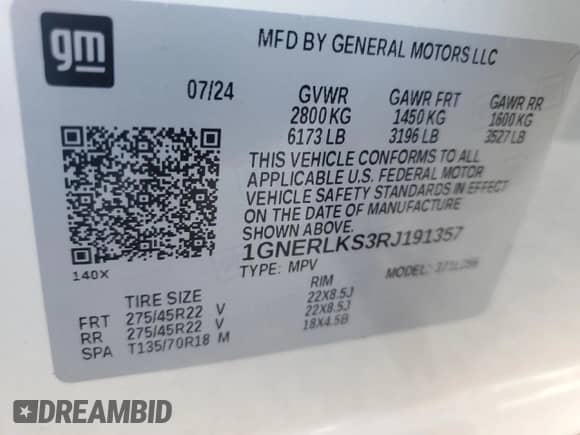 gm
MFD BY GENERAL MOTORS LLC
07/24 GVWR GAWR FRT GAWR RR
2800 KG 1450 KG 1600 KG
6173 LB 3196 LB 3527 LB
THIS VEHICLE CONFORMS TO ALL
APPLICABLE U.S. FEDERAL MOTOR
VEHICLE SAFETY STANDARDS IN EFFECT
ON THE DATE OF MANUFACTURE
SHOWN ABOVE.
1GNERLKS3RJ191357
140X
TYPE: MPV MODEL:
TIRE SIZE RIM
FRT 275/45R22 V 22X8.5J
RR 275/45R22 V 22X8.5J
SPA T135/70R18 M 18X4.5B
DREAMBID